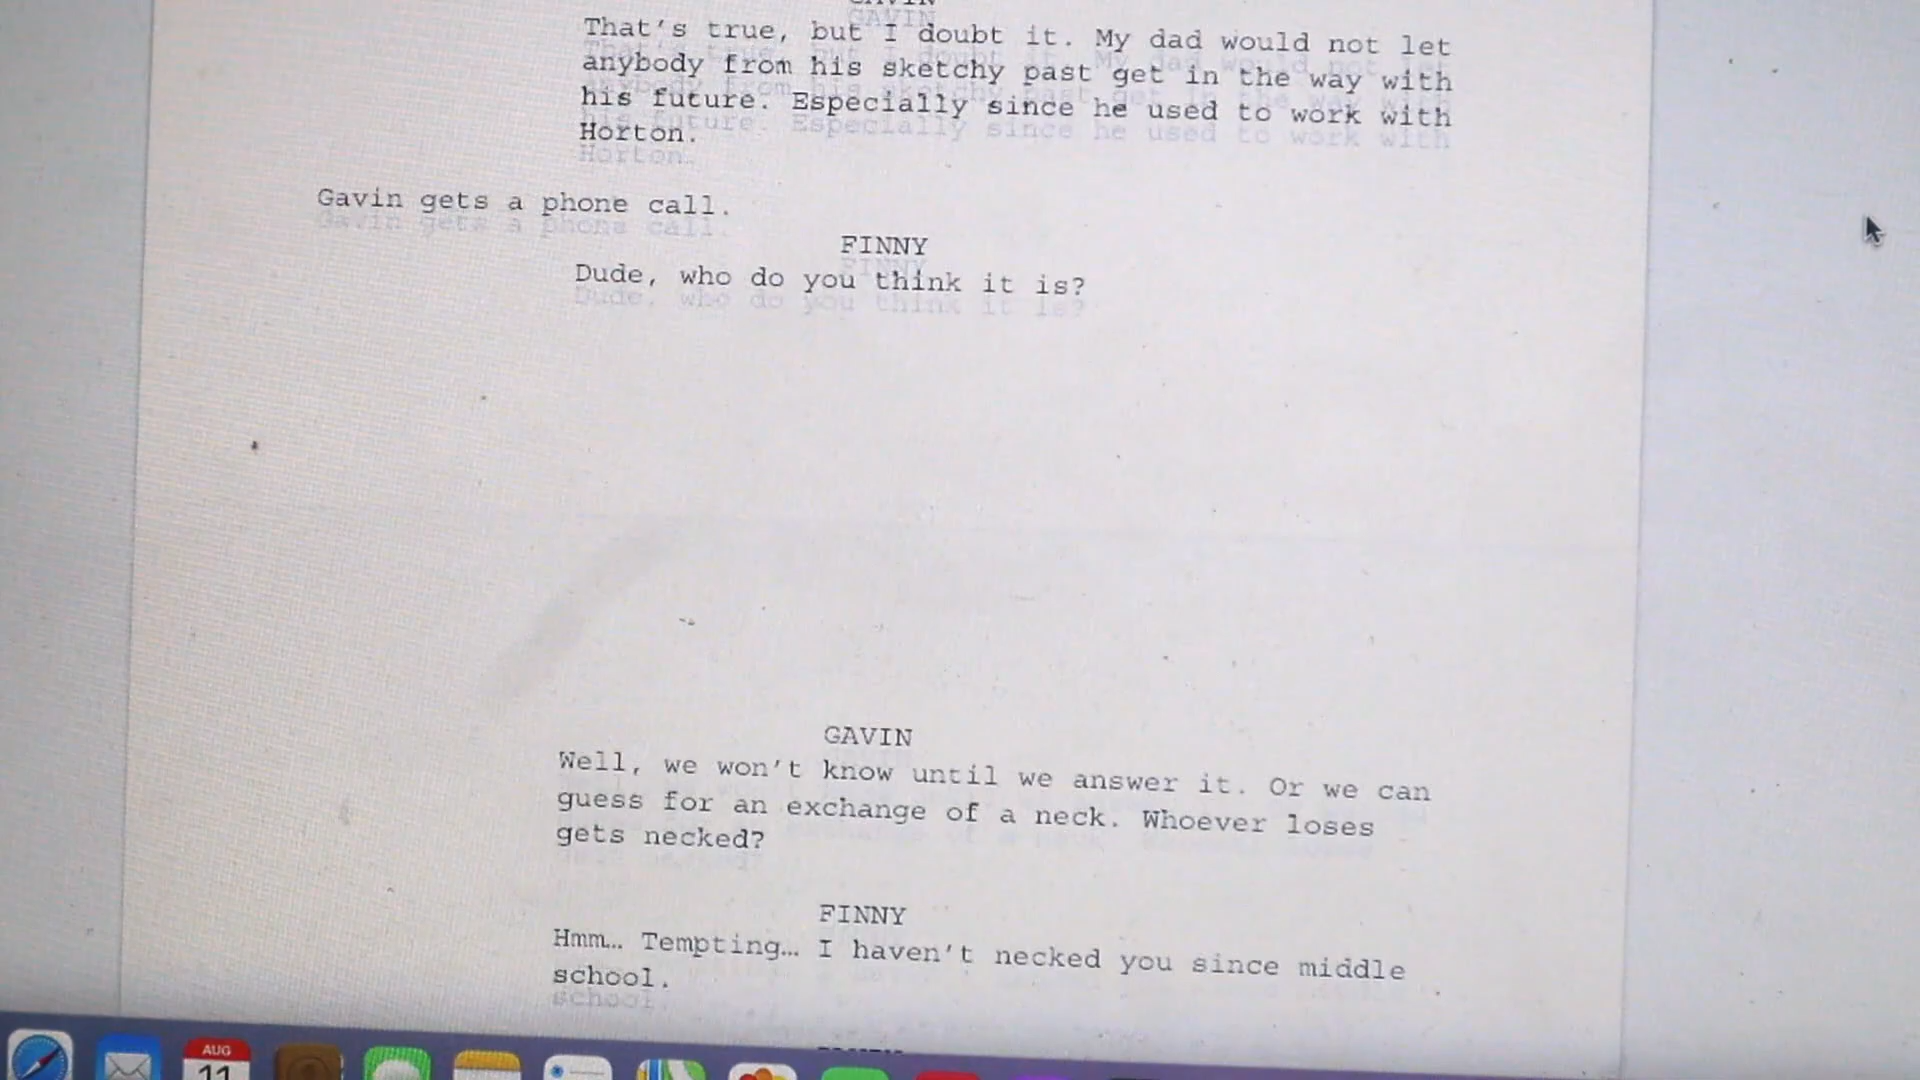 GAVIN
That's true, but I doubt it. My dad would not let
anybody from his sketchy past get in the way with
his future. Especially since he used to work with
Horton.
Gavin gets a phone call.
FINNY
Dude, who do you think it is?
GAVIN
Well, we won't know until we answer it. Or we can
guess for an exchange of a neck. Whoever loses
gets necked?
FINNY
Hmm… Tempting… I haven't necked you since middle
school.
AUG
11